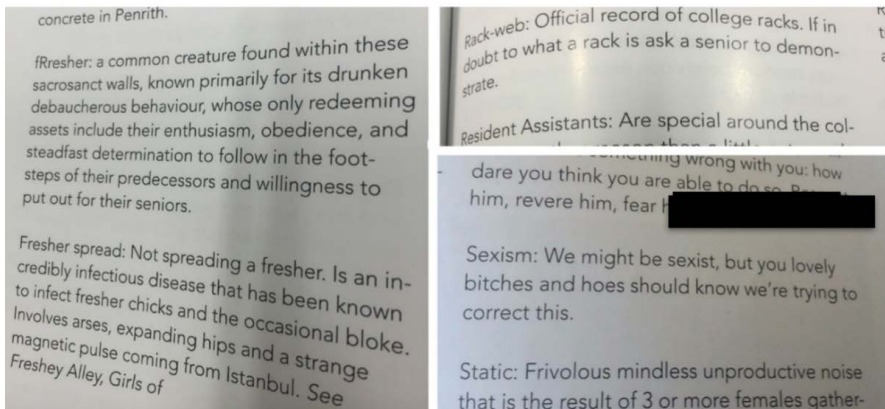 concrete in Penrith.
fRresher: a common creature found within these
sacrosanct walls, known primarily for its drunken
debaucherous behaviour, whose only redeeming
assets include their enthusiasm, obedience, and
steadfast determination to follow in the foot-
steps of their predecessors and willingness to
put out for their seniors.
Fresher spread: Not spreading a fresher. Is an in-
credibly infectious disease that has been known
to infect fresher chicks and the occasional bloke.
Involves arses, expanding hips and a strange
magnetic pulse coming from Istanbul. See
Freshey Alley, Girls of
Rack-web: Official record of college racks. If in
doubt to what a rack is ask a senior to demon-
strate.
Resident Assistants: Are special around the col-
wrong with you: how
dare you think you are able to do so.
him, revere him, fear
Sexism: We might be sexist, but you lovely
bitches and hoes should know we're trying to
correct this.
Static: Frivolous mindless unproductive noise
that is the result of 3 or more females gather-